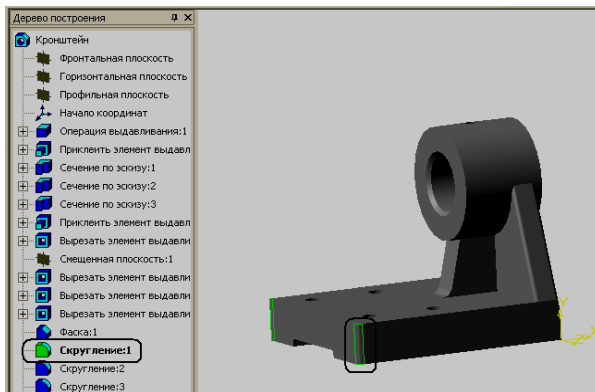 Дерево построения
Кронштейн
Фронтальная плоскость
Горизонтальная плоскость
Профильная плоскость
Начало координат
Операция выдавливания:1
Приклеить элемент выдавл
Сечение по эскизу:1
Сечение по эскизу:2
Сечение по эскизу:3
Приклеить элемент выдавл
Вырезать элемент выдавли
Смещенная плоскость:1
Вырезать элемент выдавли
Вырезать элемент выдавли
Вырезать элемент выдавли
Фаска:1
Скругление:1
Скругление:2
Скругление:3
Y
X